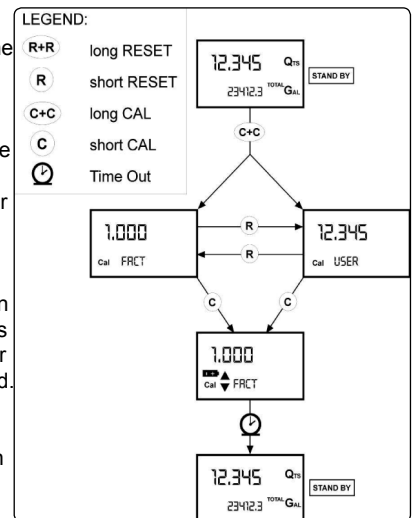 LEGEND:
R+R long RESET
R short RESET
C+C long CAL
C short CAL
Time Out
12.345 QTS
23412.3 TOTAL GAL
STAND BY
C+C
1.000
Cal FACT
R
R
12.345
Cal USER
C
C
1.000
Cal FACT
12.345 QTS
23412.3 TOTAL GAL
STAND BY